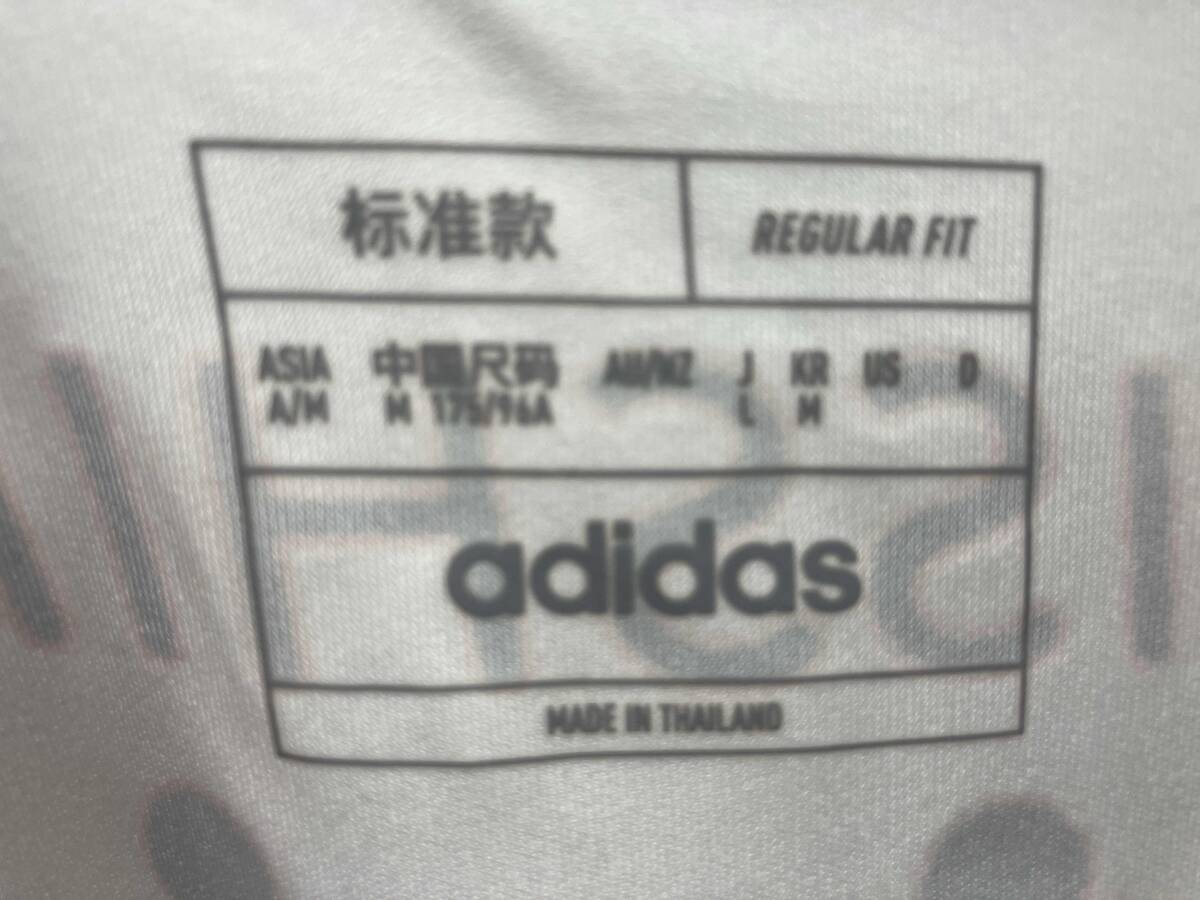 标准款 REGULAR FIT
ASIA 中国/尺码 AU/NZ J KR US D
A/M M 175/96A L M
adidas
MADE IN THAILAND